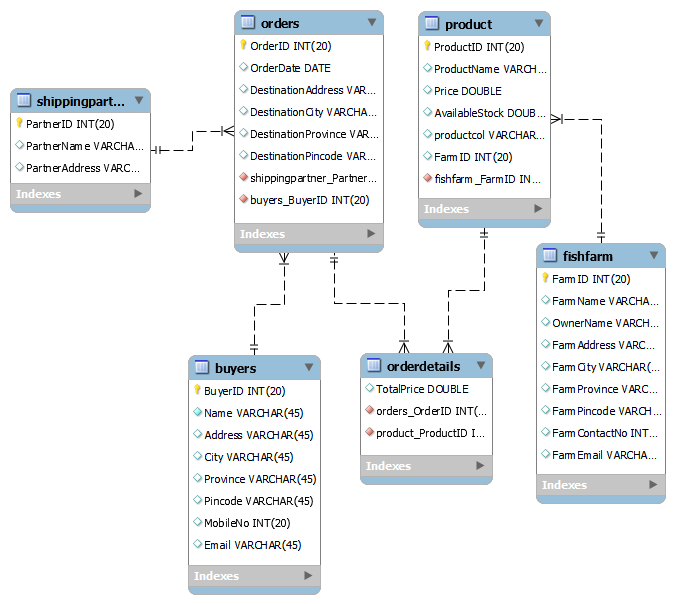 shippingpart...
PartnerID INT(20)
PartnerName VARCHA...
PartnerAddress VARC...
Indexes
orders
OrderID INT(20)
OrderDate DATE
DestinationAddress VAR...
DestinationCity VARCHA...
DestinationProvince VAR...
DestinationPincode VAR...
shippingpartner_Partner...
buyers_BuyerID INT(20)
Indexes
product
ProductID INT(20)
ProductName VARCH...
Price DOUBLE
AvailableStock DOUB...
productcol VARCHAR...
FarmID INT(20)
fishfarm_FarmID IN...
Indexes
fishfarm
FarmID INT(20)
FarmName VARCHA...
OwnerName VARCH...
FarmAddress VARC...
FarmCity VARCHAR(...
FarmProvince VARC...
FarmPincode VARCH...
FarmContactNo INT...
FarmEmail VARCHA...
Indexes
buyers
BuyerID INT(20)
Name VARCHAR(45)
Address VARCHAR(45)
City VARCHAR(45)
Province VARCHAR(45)
Pincode VARCHAR(45)
MobileNo INT(20)
Email VARCHAR(45)
Indexes
orderdetails
TotalPrice DOUBLE
orders_OrderID INT(...
product_ProductID I...
Indexes